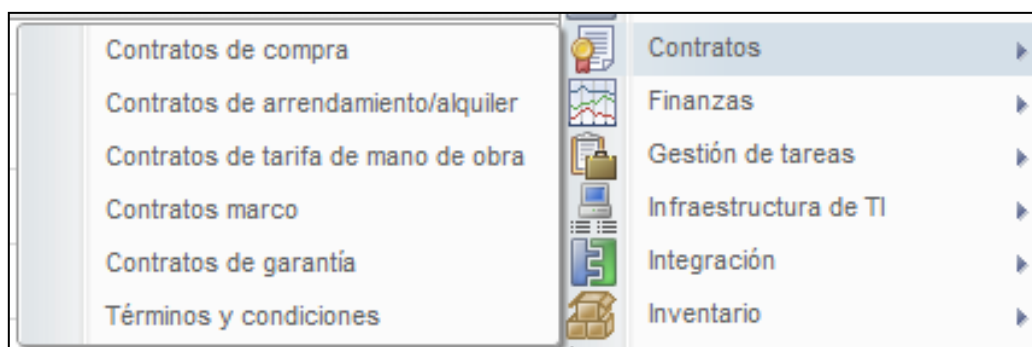 Contratos de compra
Contratos de arrendamiento/alquiler
Contratos de tarifa de mano de obra
Contratos marco
Contratos de garantía
Términos y condiciones
Contratos
Finanzas
Gestión de tareas
Infraestructura de TI
Integración
Inventario